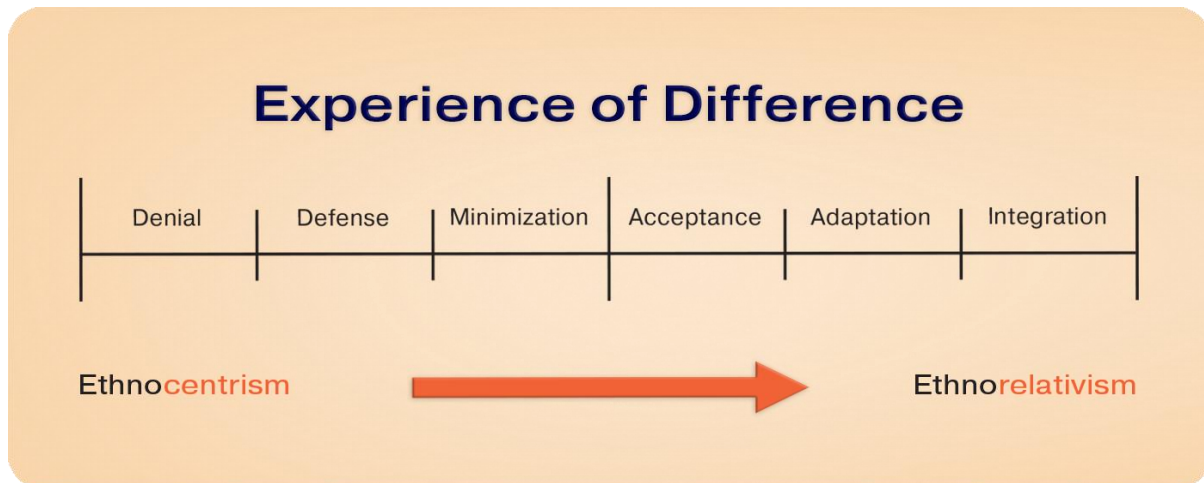 Experience of Difference
Denial Defense Minimization Acceptance Adaptation Integration
Ethnocentrism Ethnorelativism